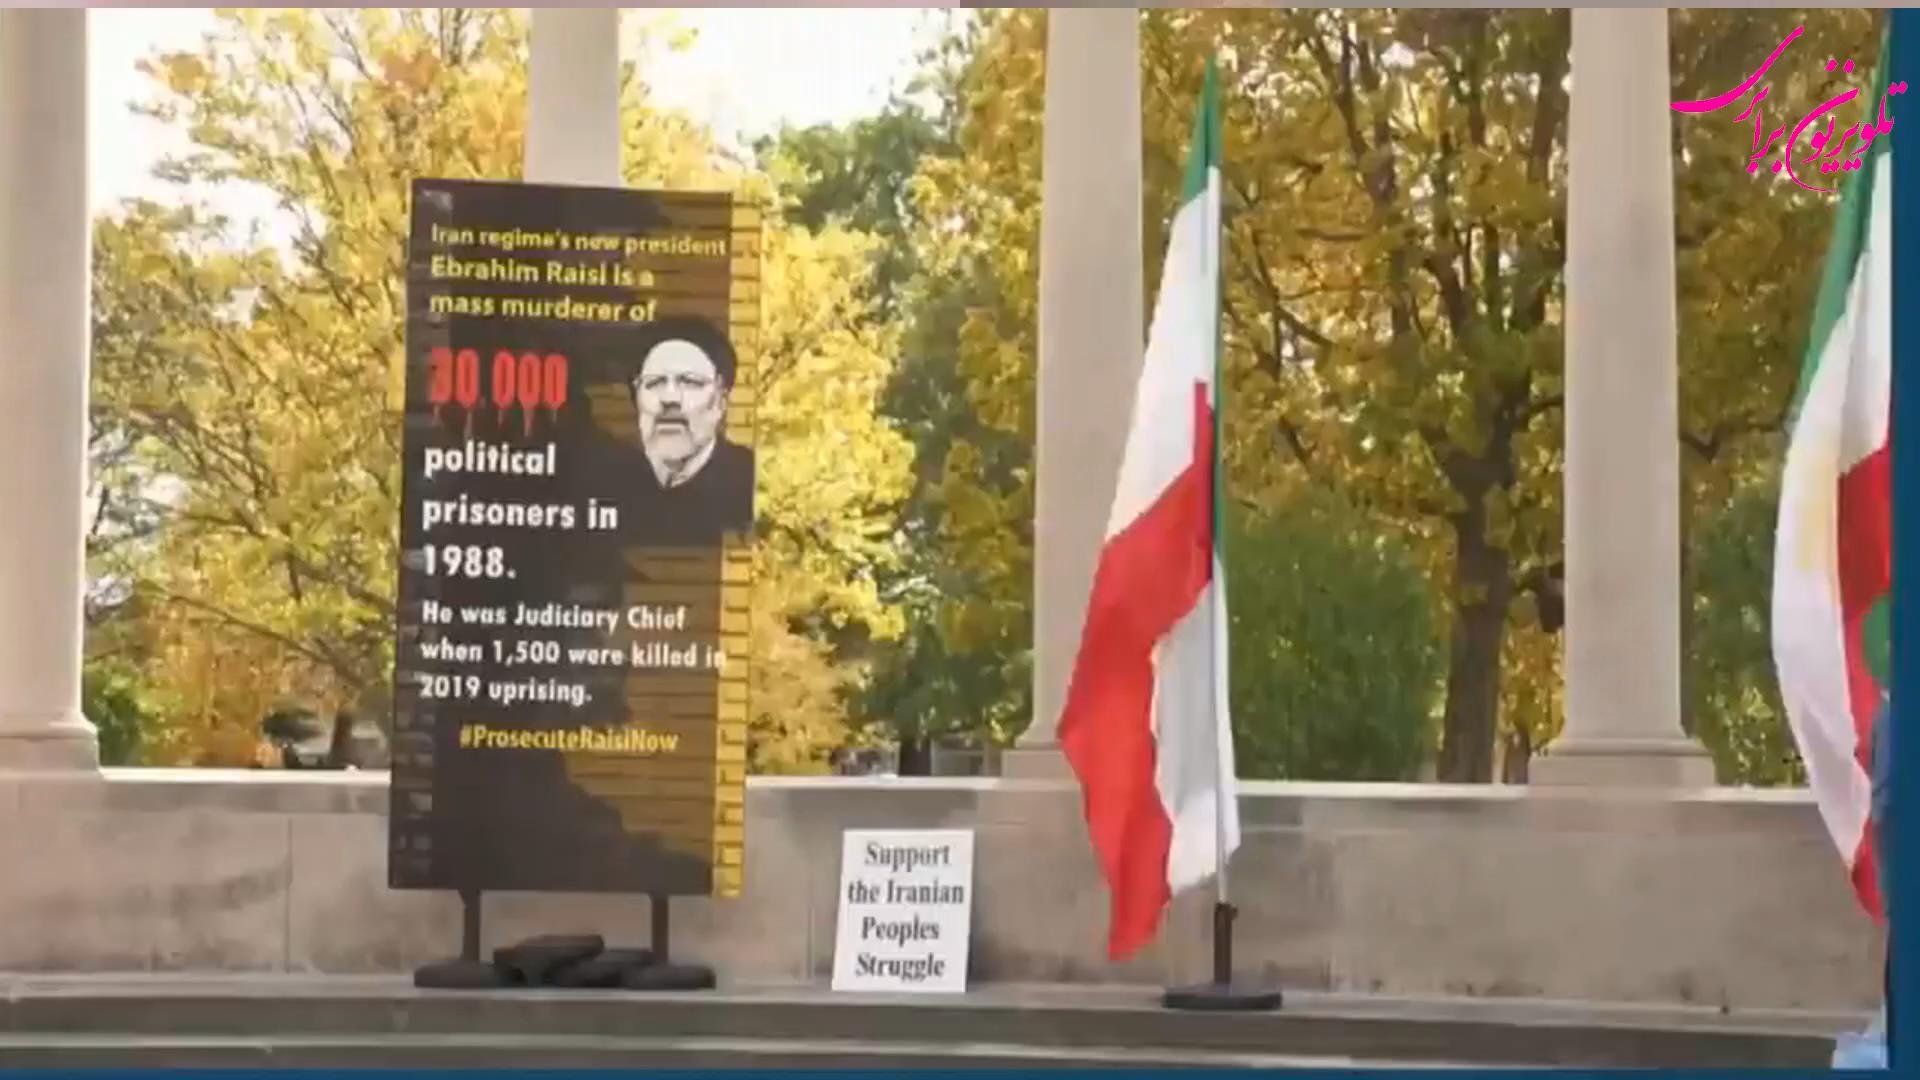 تلویزیون برابری
Iran regime's new president
Ebrahim Raisi is a
mass murderer of
30,000
political
prisoners in
1988.
He was Judiciary Chief
when 1,500 were killed in
2019 uprising.
#ProsecuteRaisiNow
Support
the Iranian
Peoples
Struggle